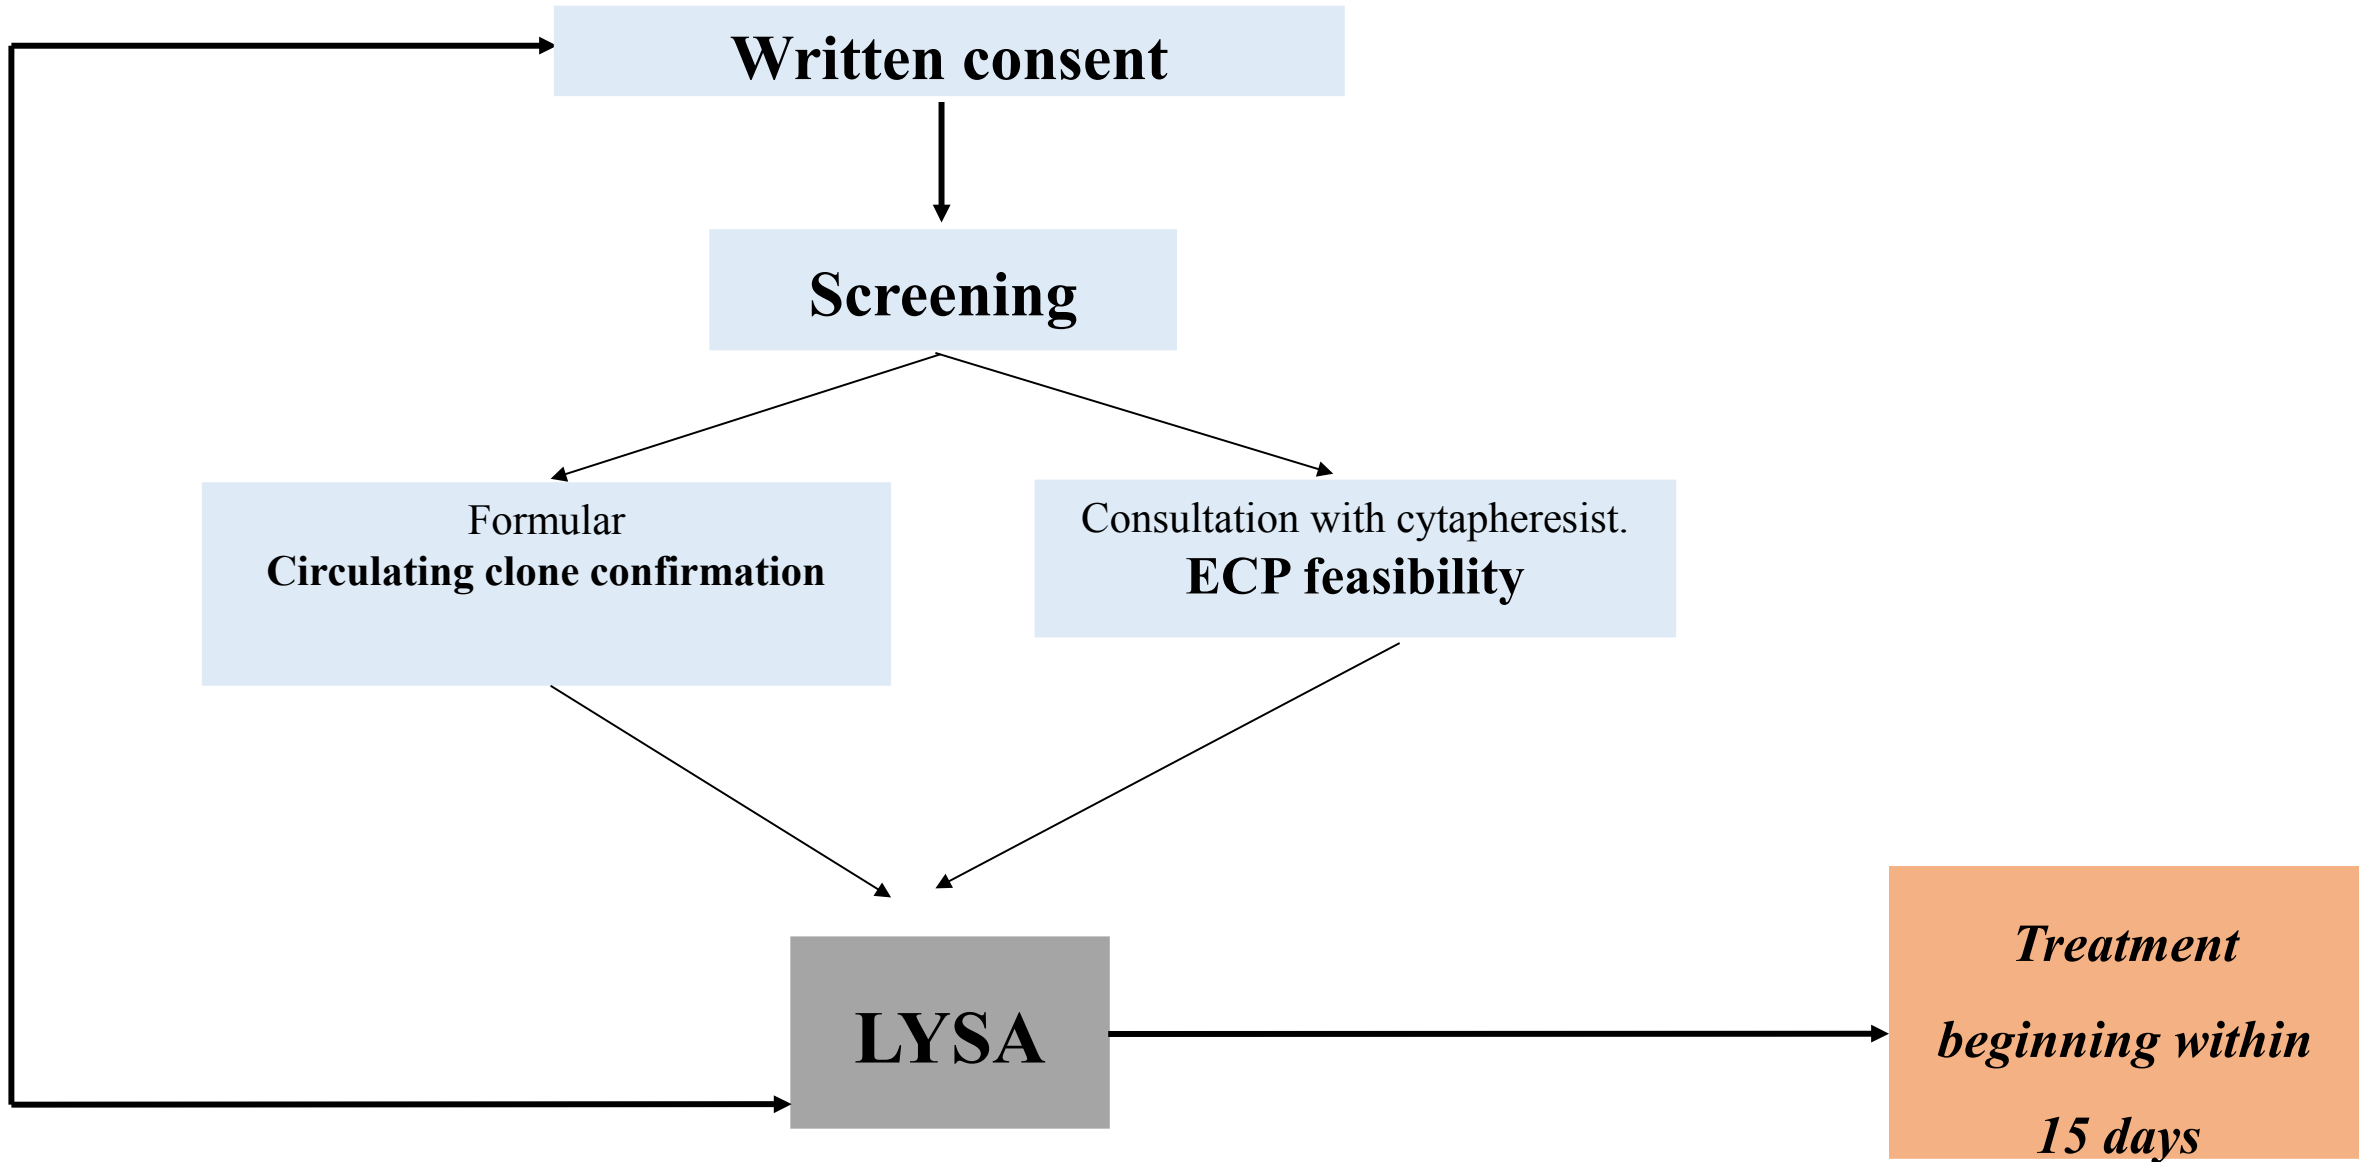 Written consent
Screening
Formular
Circulating clone confirmation
Consultation with cytapheresist.
ECP feasibility
LYSA
Treatment
beginning within
15 days